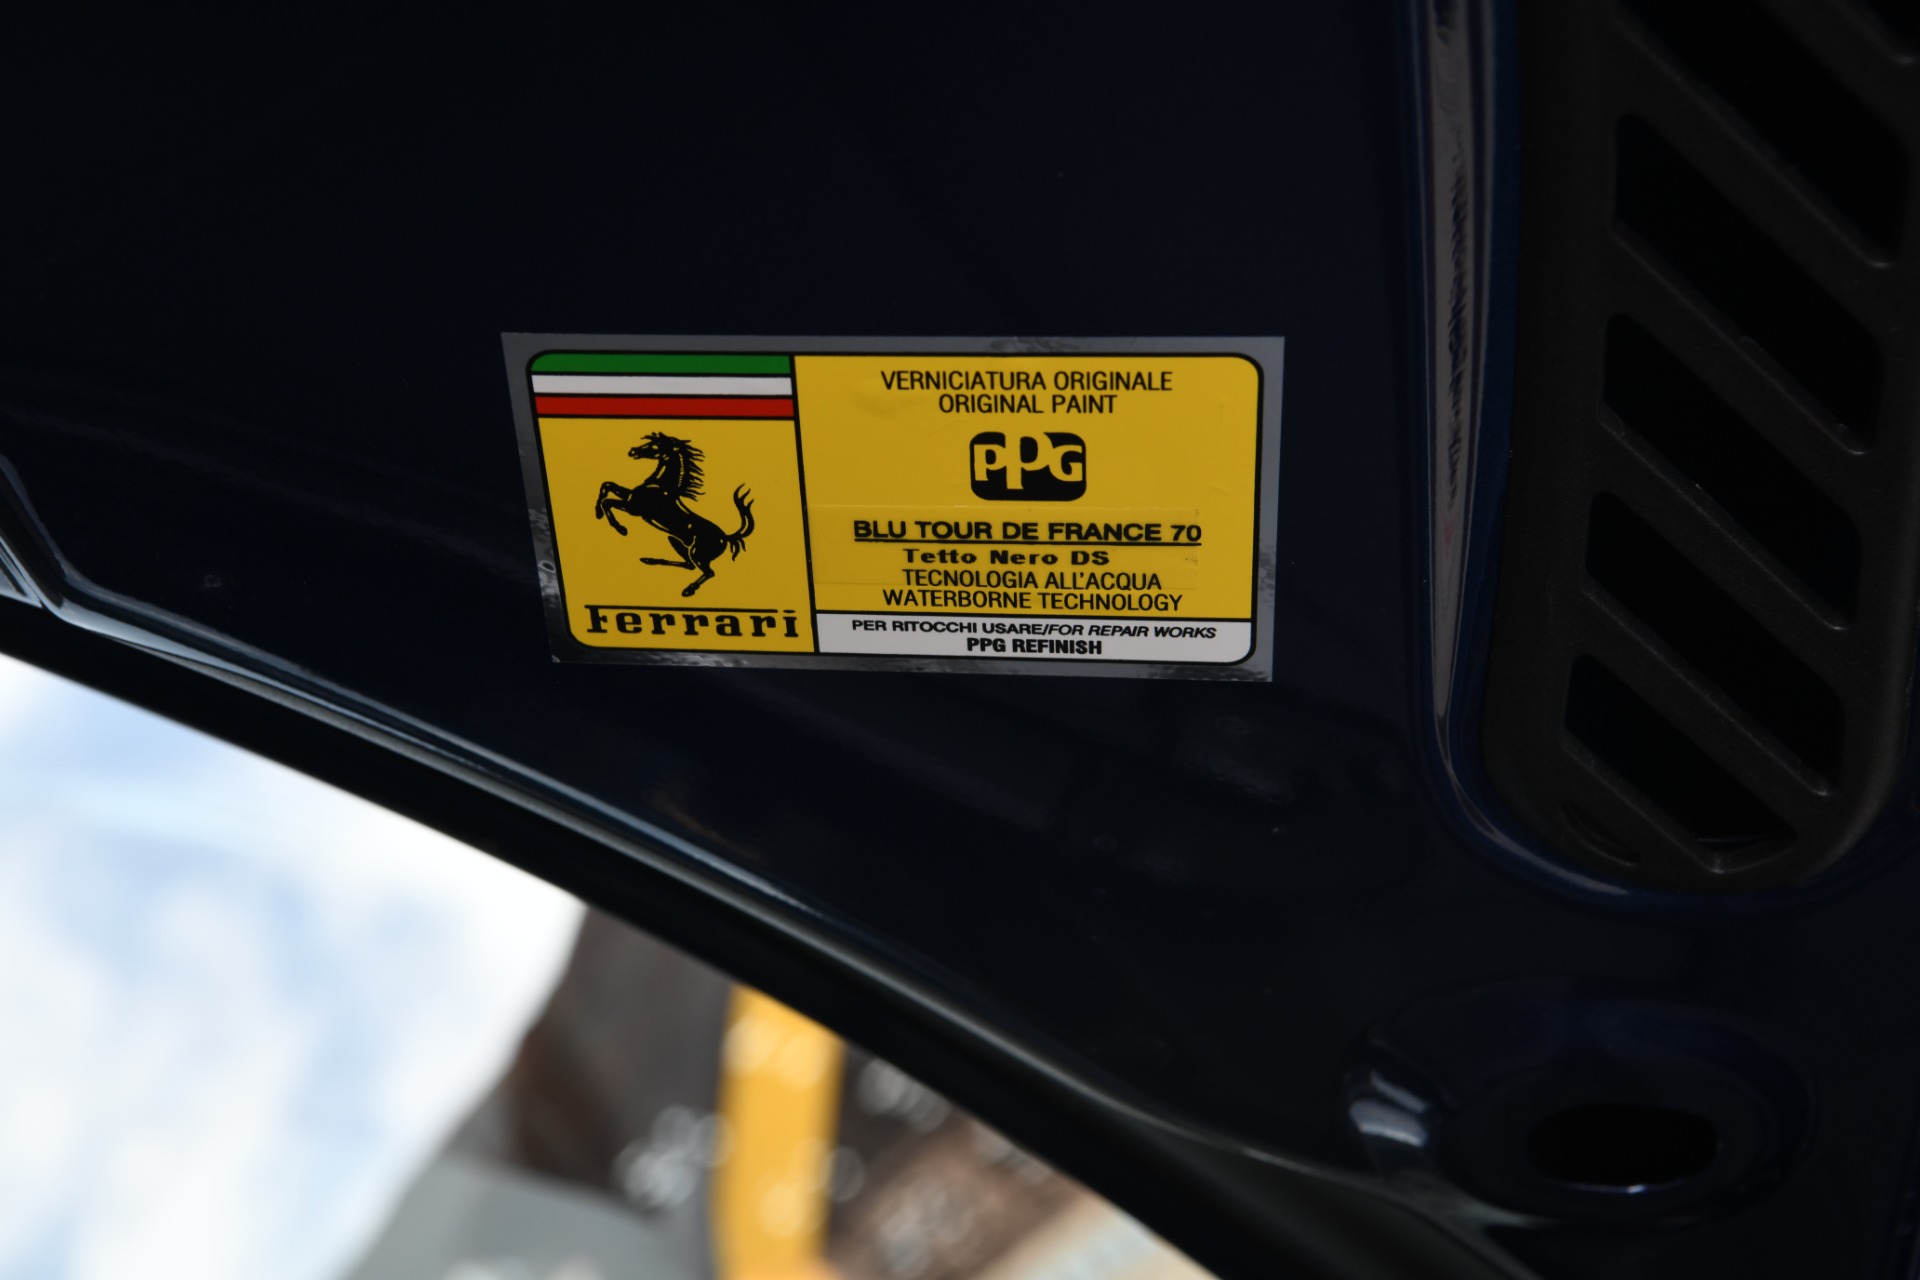 VERNICIATURA ORIGINALE
ORIGINAL PAINT
PPG
BLU TOUR DE FRANCE 70
Tetto Nero DS
TECNOLOGIA ALL'ACQUA
WATERBORNE TECHNOLOGY
PER RITOCCHI USARE/FOR REPAIR WORKS
PPG REFINISH
Ferrari